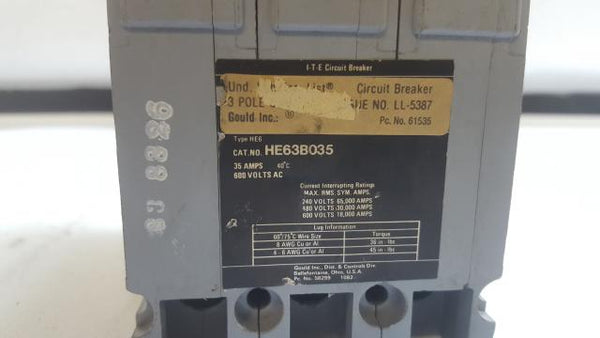 I-T-E Circuit Breaker
Und. List® Circuit Breaker
3 POLE ISSUE NO. LL-5387
Gould Inc. ® Pc. No. 61535
Type HE6
CAT. NO. HE63B035
35 AMPS 40°C
600 VOLTS AC
Current Interrupting Ratings
MAX. RMS. SYM. AMPS.
240 VOLTS 65,000 AMPS
480 VOLTS 30,000 AMPS
600 VOLTS 18,000 AMPS
Lug Information
60°/75°C Wire Size Torque
8 AWG Cu or Al 36 in - lbs
4 - 6 AWG Cu or Al 45 in - lbs
Gould Inc., Dist. & Controls Div.
Bellefontaine, Ohio, U.S.A.
Pc. No. 58299 1082